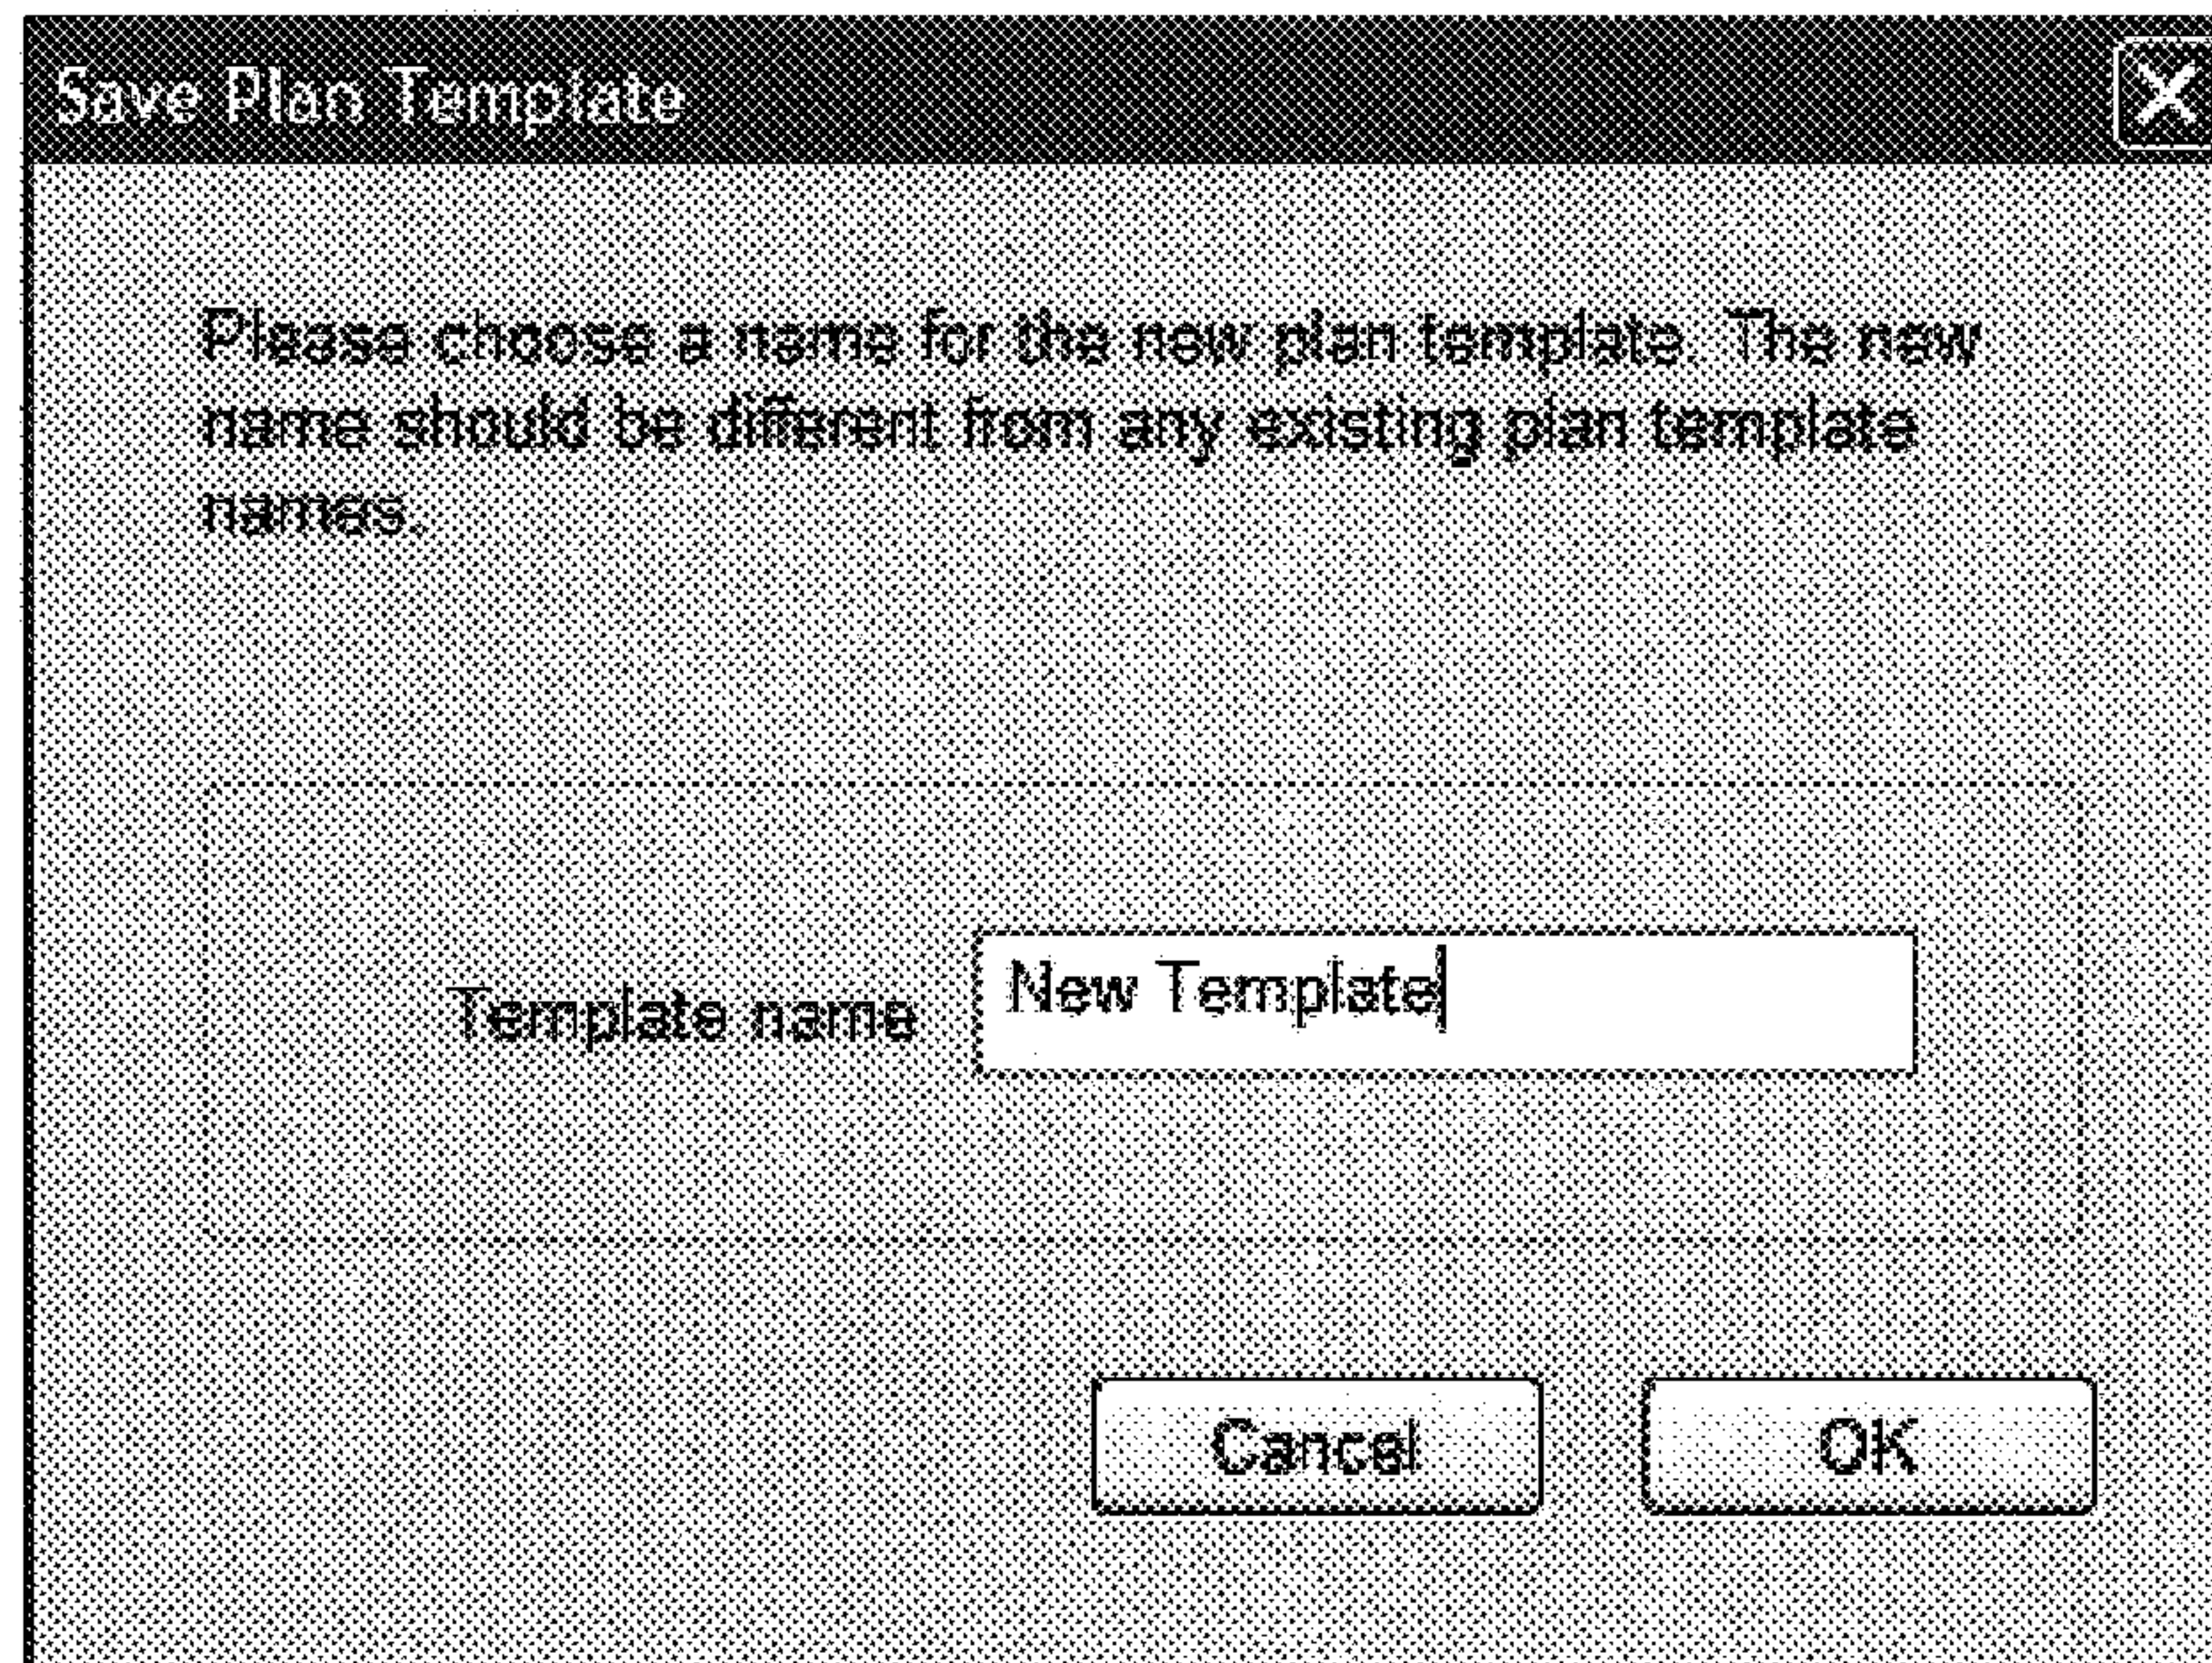 Save Plan Template
Please choose a name for the new plan template. The new
name should be different from any existing plan template
names.
Template name
New Template
Cancel
OK